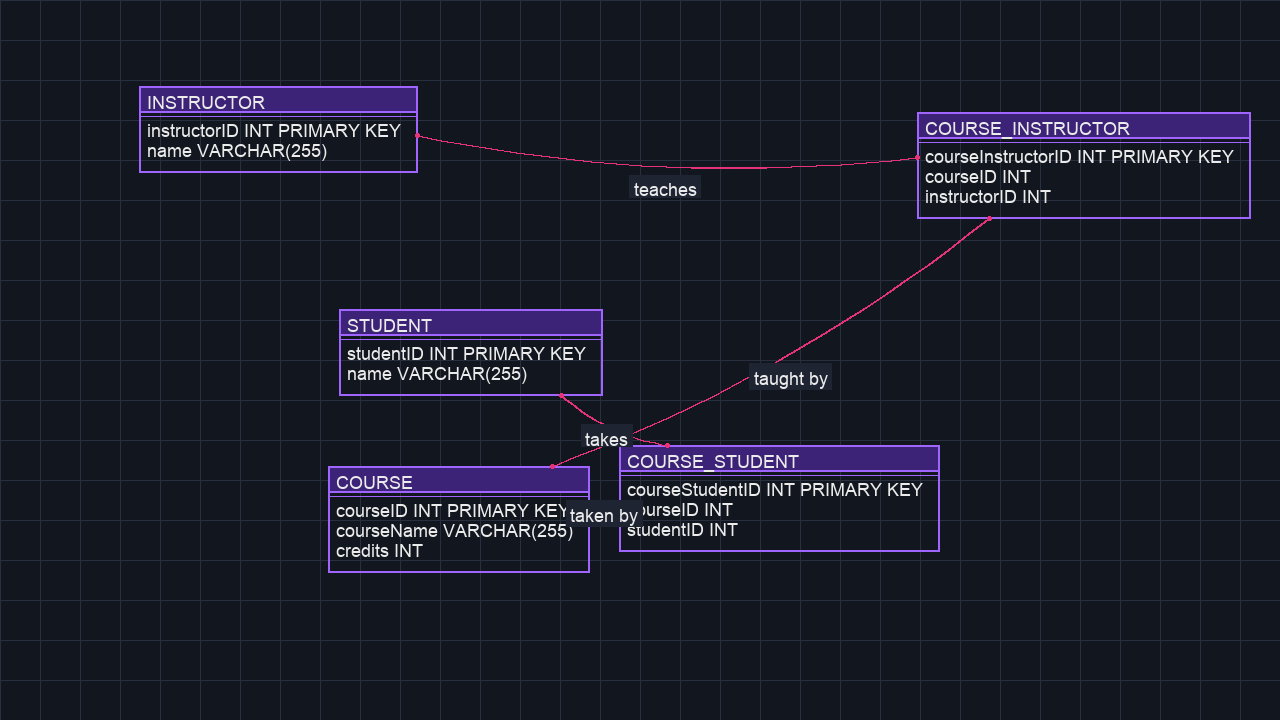 INSTRUCTOR
instructorID INT PRIMARY KEY
name VARCHAR(255)
COURSE_INSTRUCTOR
courseInstructorID INT PRIMARY KEY
courseID INT
instructorID INT
teaches
STUDENT
studentID INT PRIMARY KEY
name VARCHAR(255)
taught by
takes
COURSE_STUDENT
courseStudentID INT PRIMARY KEY
courseID INT
studentID INT
COURSE
courseID INT PRIMARY KEY
courseName VARCHAR(255)
credits INT
taken by